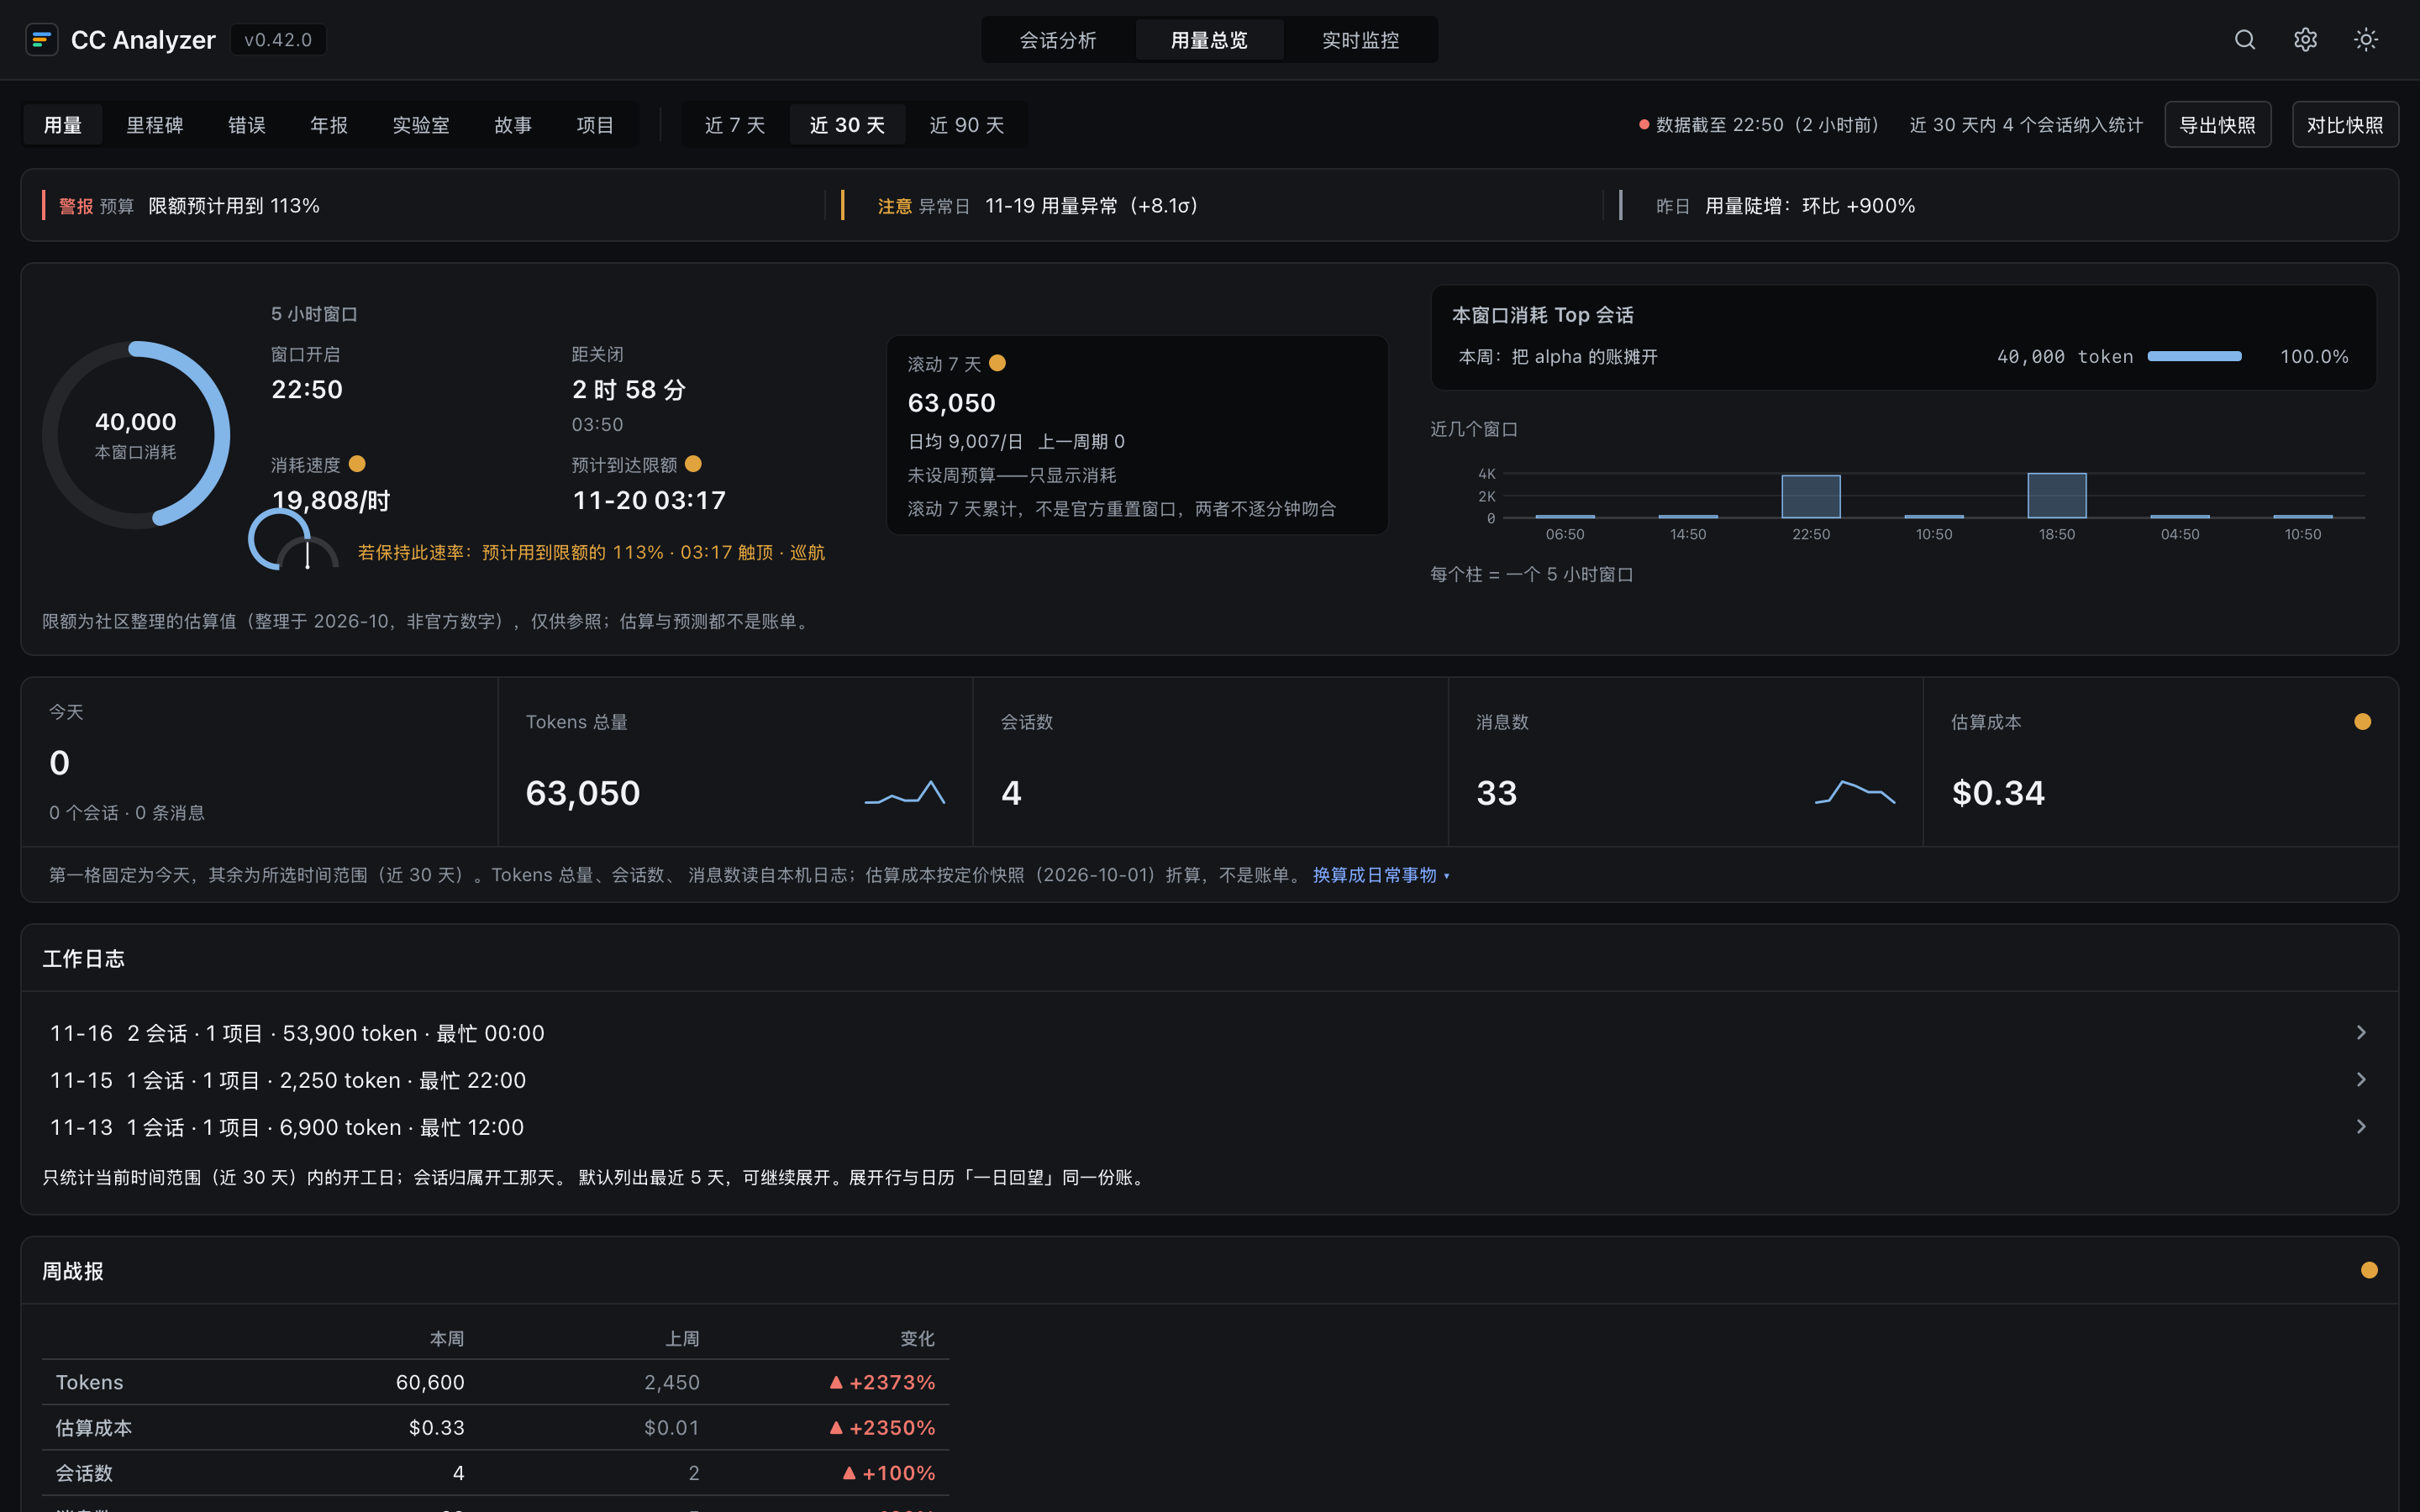 CC Analyzer v0.42.0
会话分析 用量总览 实时监控
用量 里程碑 错误 年报 实验室 故事 项目 近 7 天 近 30 天 近 90 天
数据截至 22:50（2 小时前） 近 30 天内 4 个会话纳入统计 导出快照 对比快照
警报 预算 限额预计用到 113%
注意 异常日 11-19 用量异常（+8.1σ）
昨日 用量陡增：环比 +900%
40,000
本窗口消耗
5 小时窗口
窗口开启
22:50
距关闭
2 时 58 分
03:50
消耗速度
19,808/时
预计到达限额
11-20 03:17
若保持此速率：预计用到限额的 113% · 03:17 触顶 · 巡航
滚动 7 天
63,050
日均 9,007/日 上一周期 0
未设周预算——只显示消耗
滚动 7 天累计，不是官方重置窗口，两者不逐分钟吻合
本窗口消耗 Top 会话
本周：把 alpha 的账摊开 40,000 token 100.0%
近几个窗口
4K
2K
0
06:50 14:50 22:50 10:50 18:50 04:50 10:50
每个柱 = 一个 5 小时窗口
限额为社区整理的估算值（整理于 2026-10，非官方数字），仅供参照；估算与预测都不是账单。
今天
0
0 个会话 · 0 条消息
Tokens 总量
63,050
会话数
4
消息数
33
估算成本
$0.34
第一格固定为今天，其余为所选时间范围（近 30 天）。Tokens 总量、会话数、 消息数读自本机日志；估算成本按定价快照（2026-10-01）折算，不是账单。 换算成日常事物 ▾
工作日志
11-16 2 会话 · 1 项目 · 53,900 token · 最忙 00:00
11-15 1 会话 · 1 项目 · 2,250 token · 最忙 22:00
11-13 1 会话 · 1 项目 · 6,900 token · 最忙 12:00
只统计当前时间范围（近 30 天）内的开工日；会话归属开工那天。 默认列出最近 5 天，可继续展开。展开行与日历「一日回望」同一份账。
周战报
本周 上周 变化
Tokens 60,600 2,450 ▲ +2373%
估算成本 $0.33 $0.01 ▲ +2350%
会话数 4 2 ▲ +100%